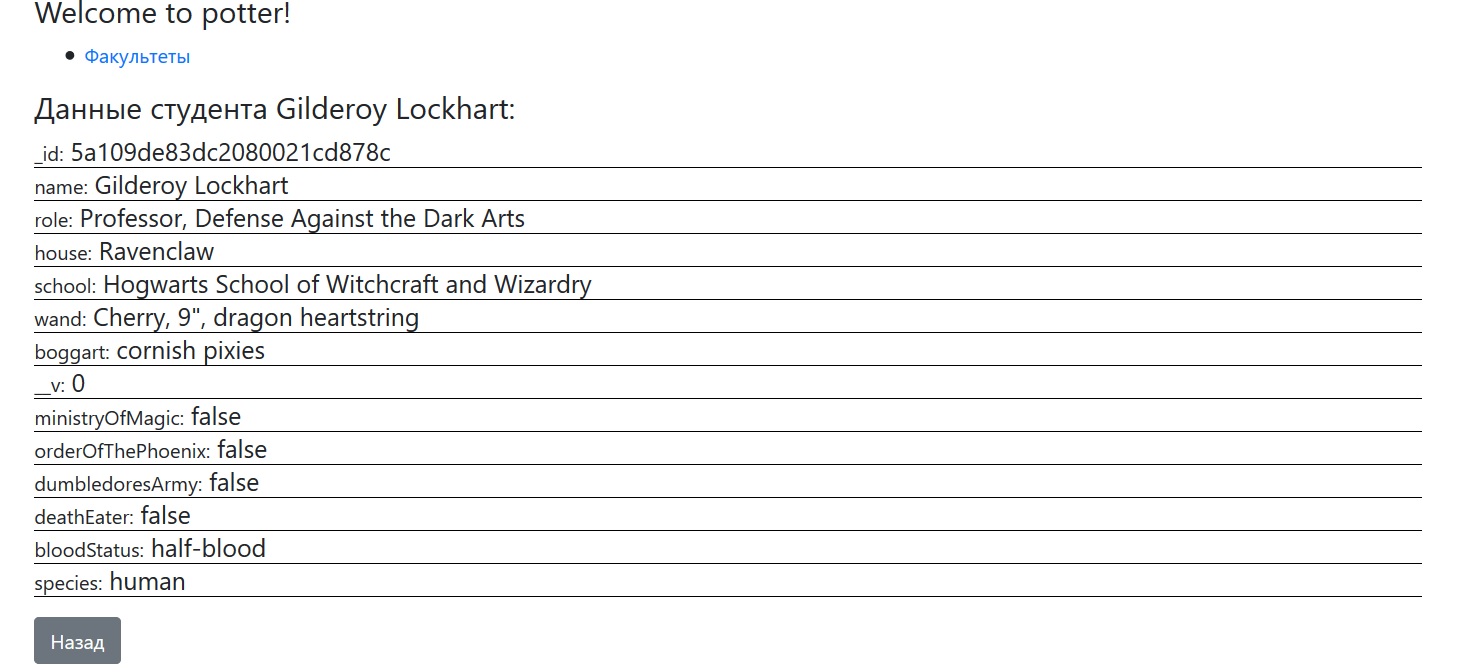 Welcome to potter!
Факультеты
Данные студента Gilderoy Lockhart:
_id: 5a109de83dc2080021cd878c
name: Gilderoy Lockhart
role: Professor, Defense Against the Dark Arts
house: Ravenclaw
school: Hogwarts School of Witchcraft and Wizardry
wand: Cherry, 9", dragon heartstring
boggart: cornish pixies
__v: 0
ministryOfMagic: false
orderOfThePhoenix: false
dumbledoresArmy: false
deathEater: false
bloodStatus: half-blood
species: human
Назад